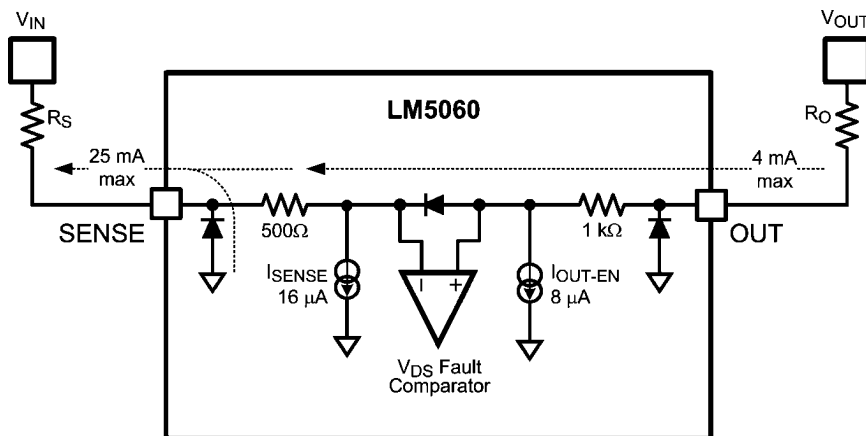 VIN
VOUT
RS
LM5060
RO
25 mA
max
4 mA
max
SENSE
500Ω
1 kΩ
OUT
ISENSE
16 µA
− +
IOUT-EN
8 µA
VDS Fault
Comparator